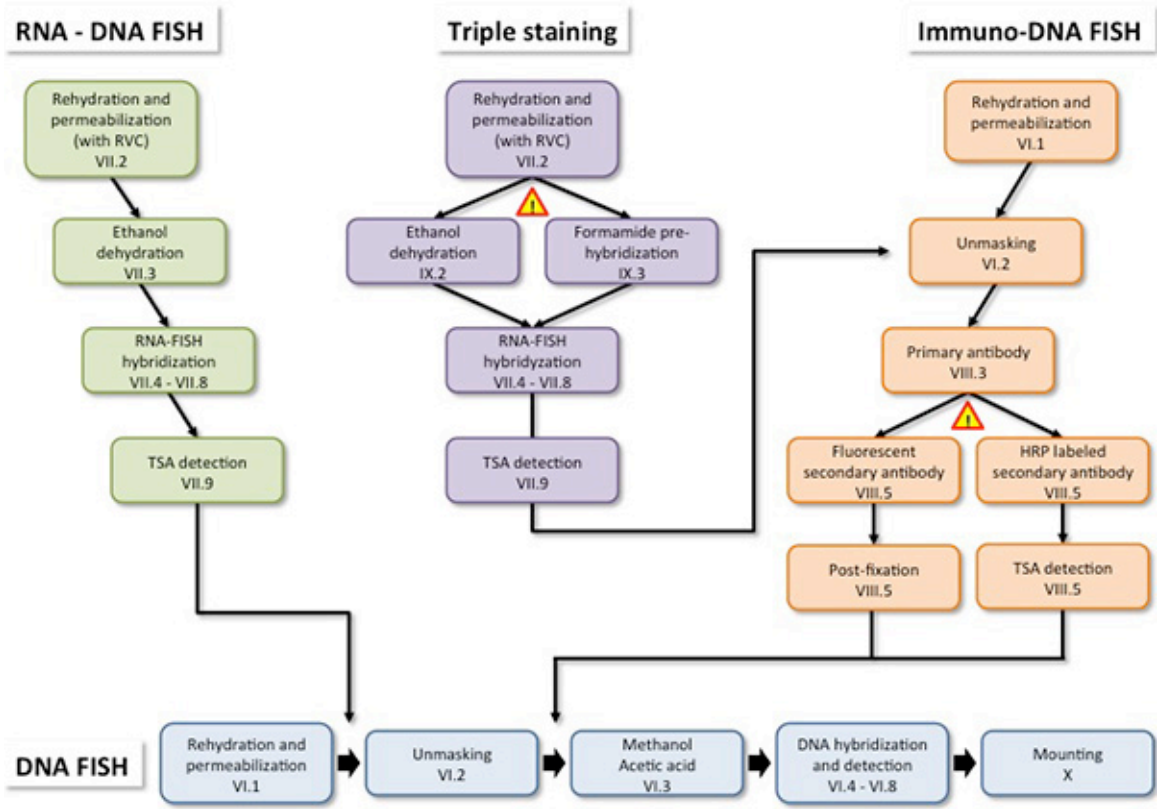 RNA - DNA FISH
Rehydration and
permeabilization
(with RVC)
VII.2
Ethanol
dehydration
VII.3
RNA-FISH
hybridization
VII.4 - VII.8
TSA detection
VII.9
Triple staining
Rehydration and
permeabilization
(with RVC)
VII.2
Ethanol
dehydration
IX.2
Formamide pre-
hybridization
IX.3
RNA-FISH
hybridyzation
VII.4 - VII.8
TSA detection
VII.9
Immuno-DNA FISH
Rehydration and
permeabilization
VI.1
Unmasking
VI.2
Primary antibody
VIII.3
Fluorescent
secondary antibody
VIII.5
HRP labeled
secondary antibody
VIII.5
Post-fixation
VIII.5
TSA detection
VIII.5
DNA FISH
Rehydration and
permeabilization
VI.1
Unmasking
VI.2
Methanol
Acetic acid
VI.3
DNA hybridization
and detection
VI.4 - VI.8
Mounting
X